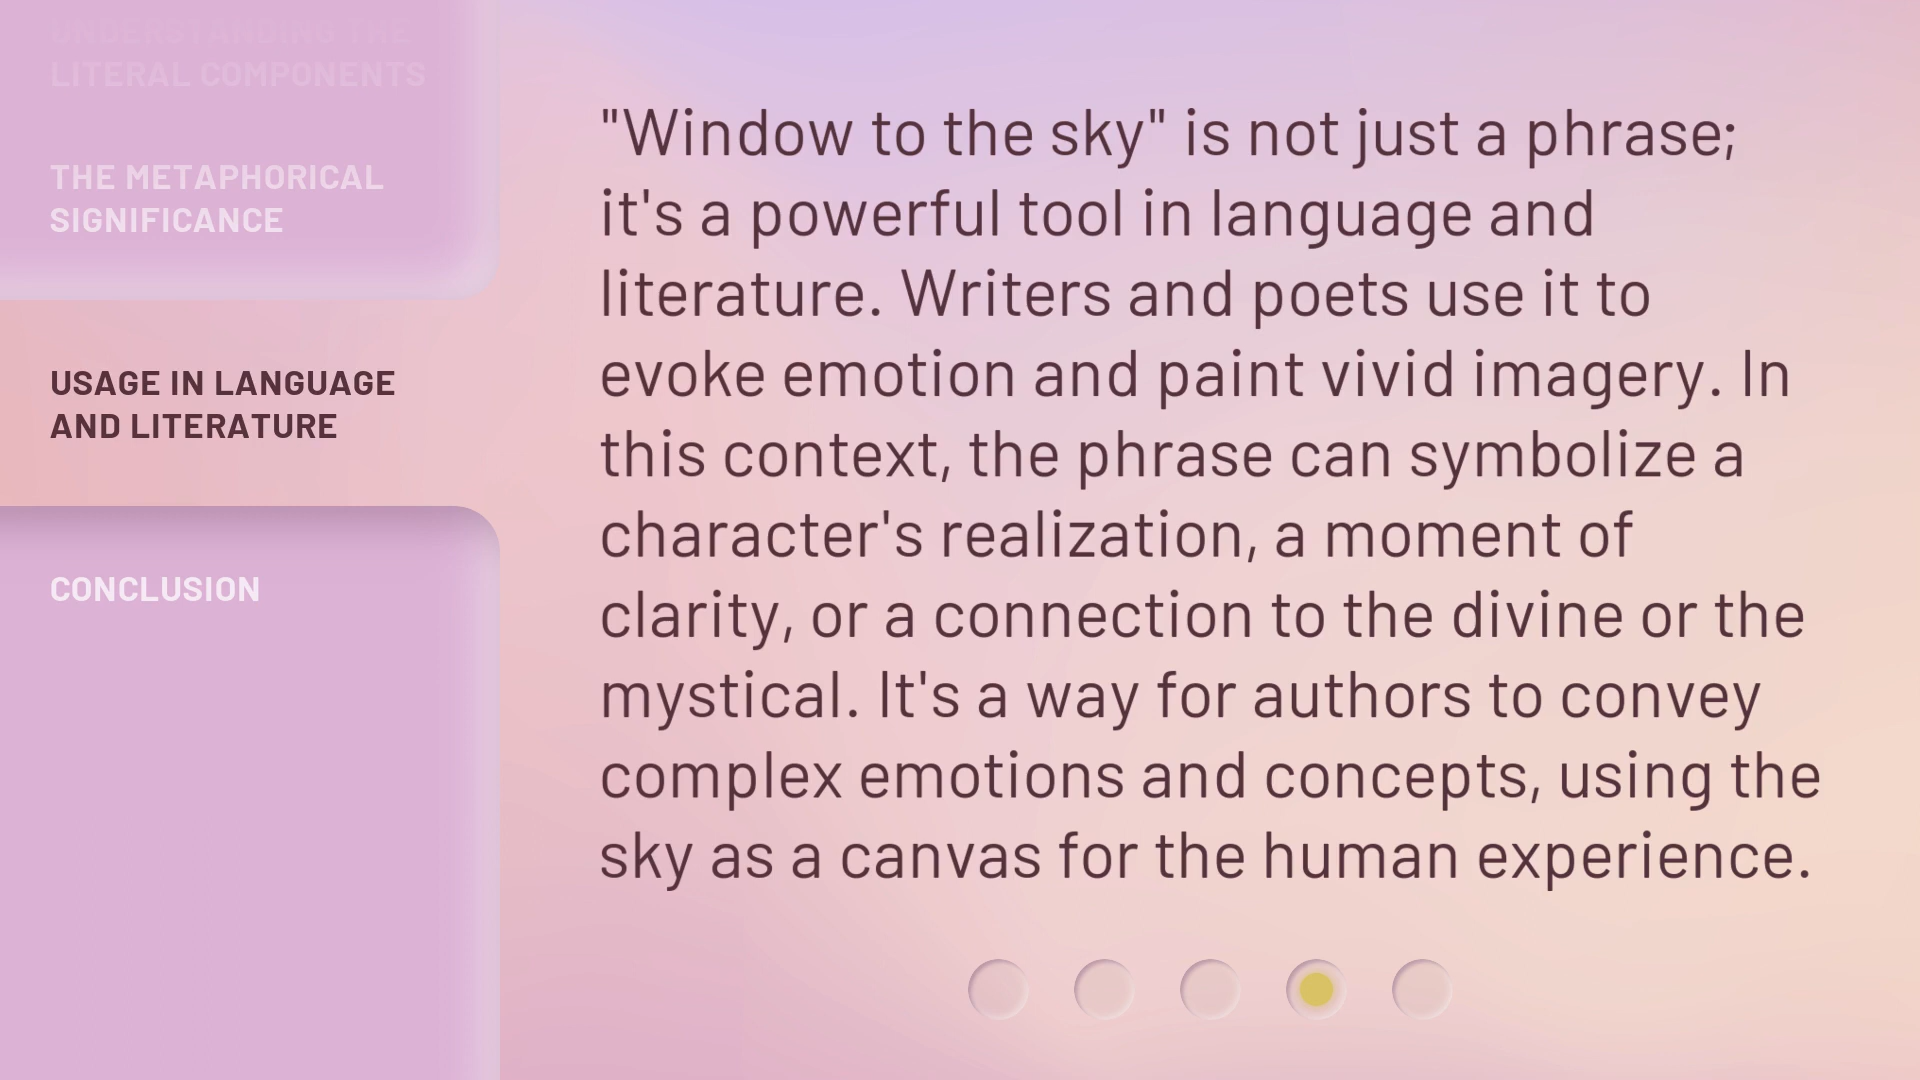 UNDERSTANDING THE
LITERAL COMPONENTS
THE METAPHORICAL
SIGNIFICANCE
USAGE IN LANGUAGE
AND LITERATURE
CONCLUSION
"Window to the sky" is not just a phrase;
it's a powerful tool in language and
literature. Writers and poets use it to
evoke emotion and paint vivid imagery. In
this context, the phrase can symbolize a
character's realization, a moment of
clarity, or a connection to the divine or the
mystical. It's a way for authors to convey
complex emotions and concepts, using the
sky as a canvas for the human experience.